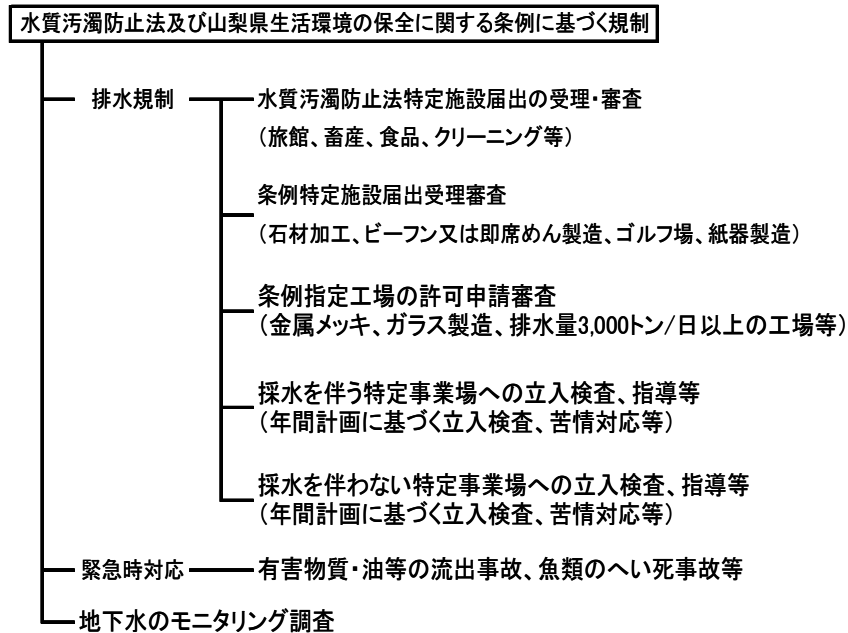 水質汚濁防止法及び山梨県生活環境の保全に関する条例に基づく規制
排水規制
水質汚濁防止法特定施設届出の受理・審査
（旅館、畜産、食品、クリーニング等）
条例特定施設届出受理審査
（石材加工、ビーフン又は即席めん製造、ゴルフ場、紙器製造）
条例指定工場の許可申請審査
（金属メッキ、ガラス製造、排水量3,000トン/日以上の工場等）
採水を伴う特定事業場への立入検査、指導等
（年間計画に基づく立入検査、苦情対応等）
採水を伴わない特定事業場への立入検査、指導等
（年間計画に基づく立入検査、苦情対応等）
緊急時対応
有害物質・油等の流出事故、魚類のへい死事故等
地下水のモニタリング調査